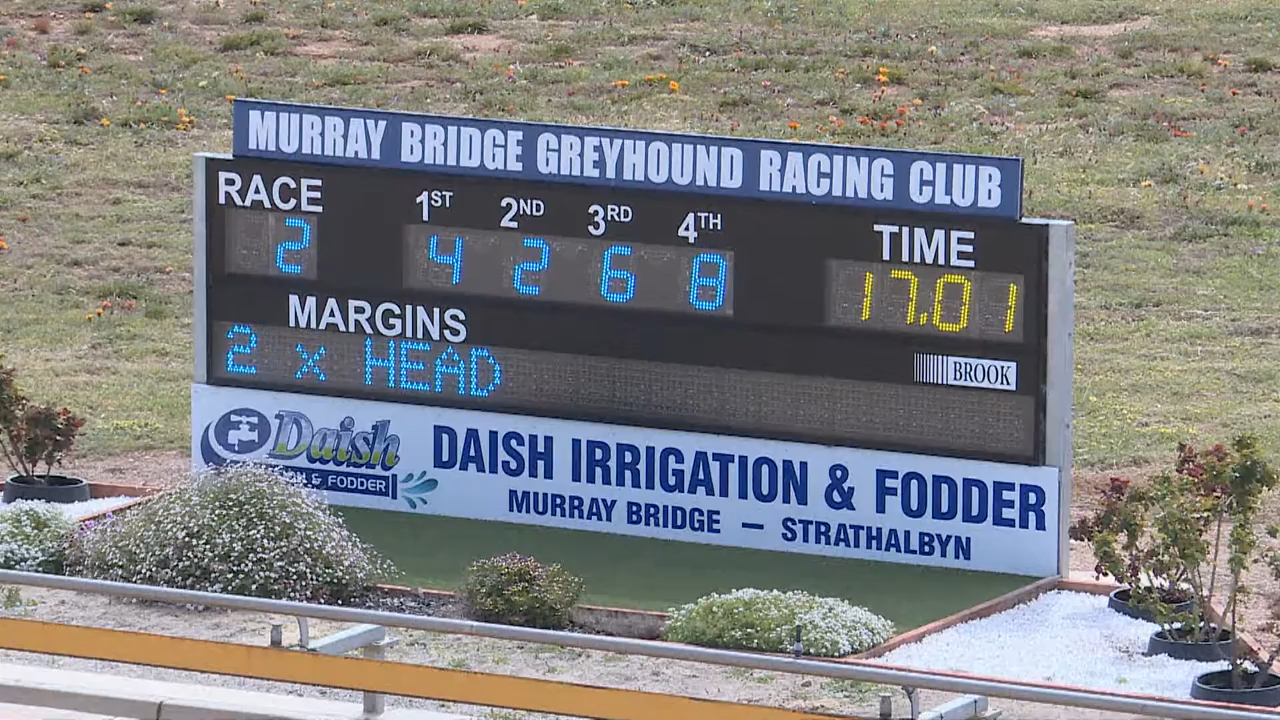 MURRAY BRIDGE GREYHOUND RACING CLUB
RACE 1ST 2ND 3RD 4TH TIME
2 4 2 6 8 17.01
MARGINS
2 x HEAD
BROOK
Daish
& FODDER
DAISH IRRIGATION & FODDER
MURRAY BRIDGE – STRATHALBYN